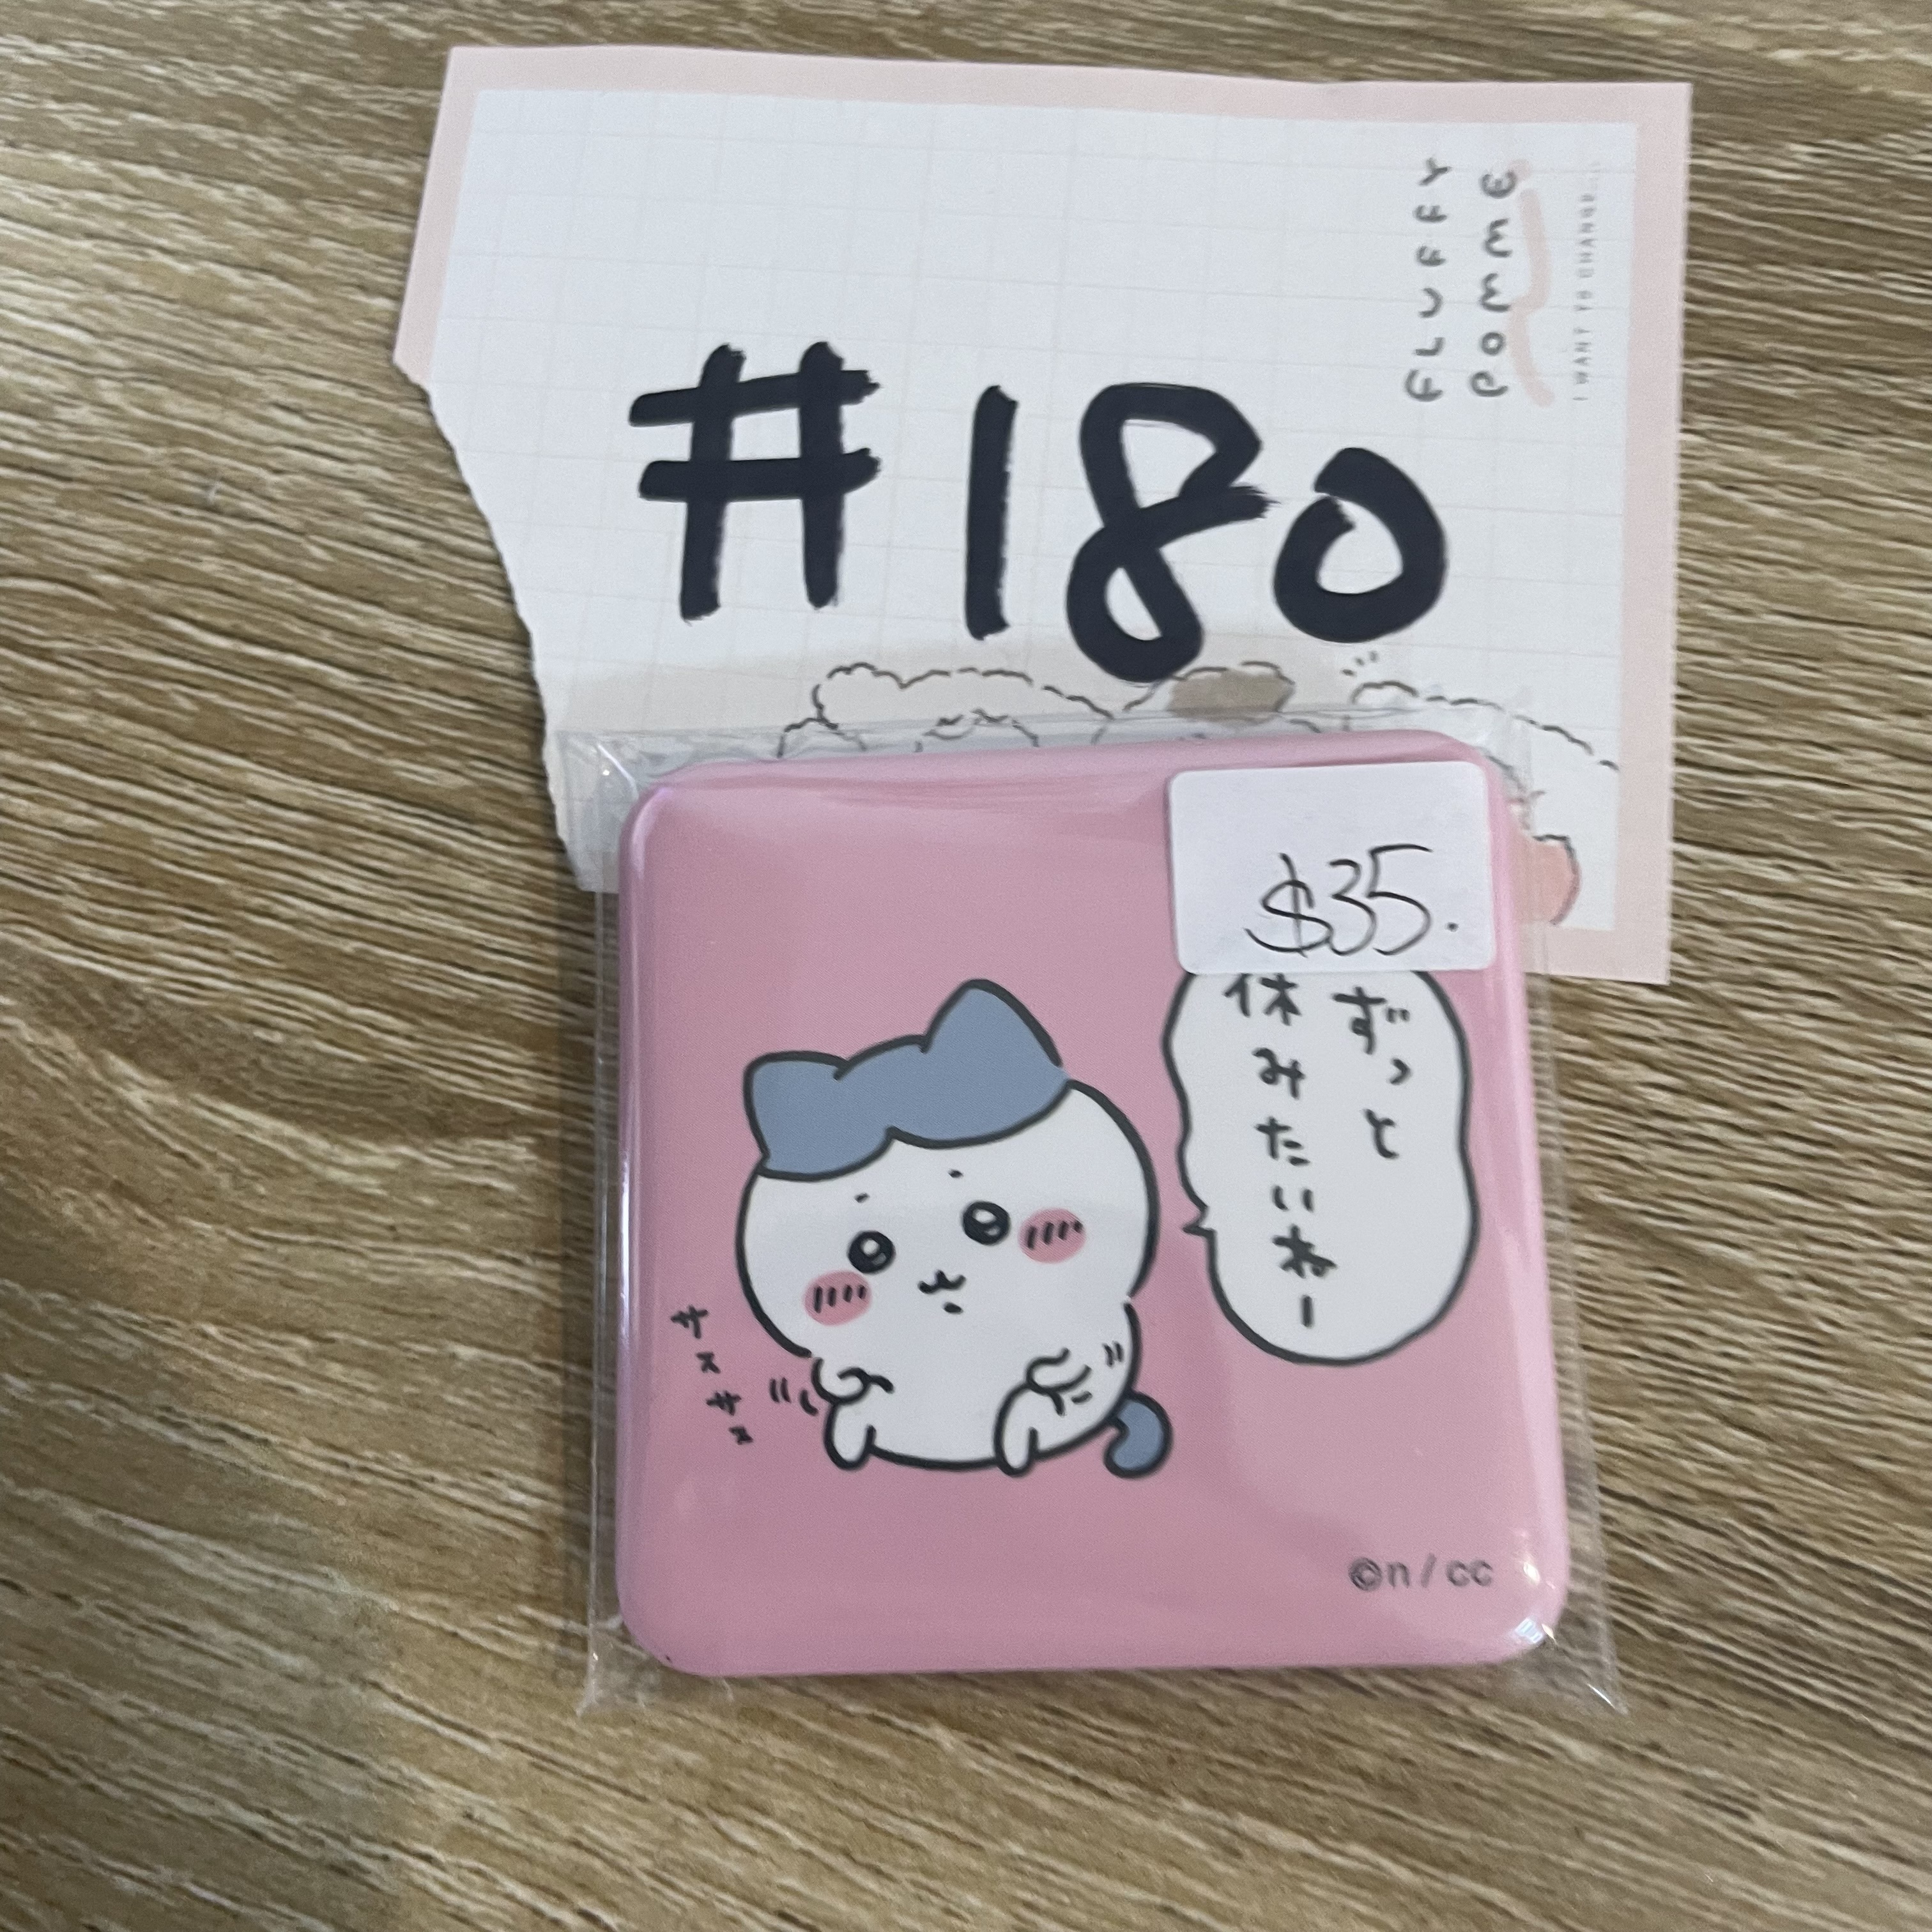 FLUFFY
POMME
I WANT TO CHANGE...
#180
$35.
ずっと
休みたいねー
サスサス
©n/cc